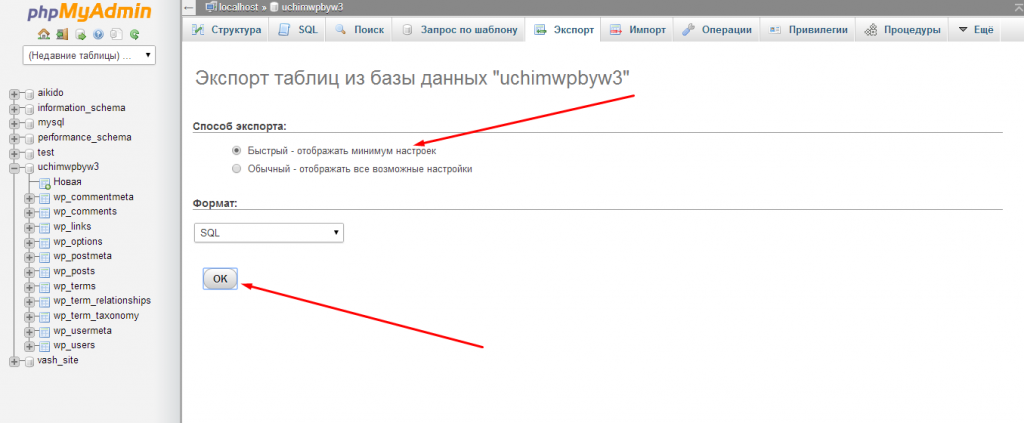 phpMyAdmin
localhost » uchimwpbyw3
Структура SQL Поиск Запрос по шаблону Экспорт Импорт Операции Привилегии Процедуры Ещё
(Недавние таблицы) ...
aikido
information_schema
mysql
performance_schema
test
uchimwpbyw3
Новая
wp_commentmeta
wp_comments
wp_links
wp_options
wp_postmeta
wp_posts
wp_terms
wp_term_relationships
wp_term_taxonomy
wp_usermeta
wp_users
vash_site
Экспорт таблиц из базы данных "uchimwpbyw3"
Способ экспорта:
Быстрый - отображать минимум настроек
Обычный - отображать все возможные настройки
Формат:
SQL
OK